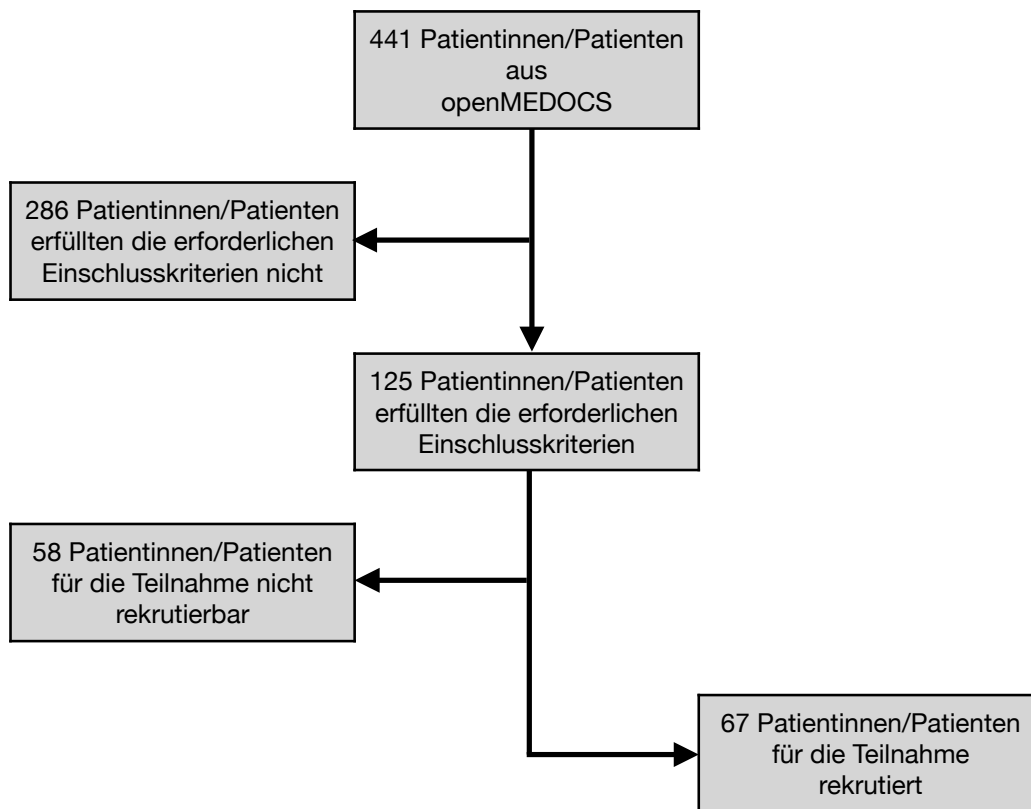 441 Patientinnen/Patienten
aus
openMEDOCS
286 Patientinnen/Patienten
erfüllten die erforderlichen
Einschlusskriterien nicht
125 Patientinnen/Patienten
erfüllten die erforderlichen
Einschlusskriterien
58 Patientinnen/Patienten
für die Teilnahme nicht
rekrutierbar
67 Patientinnen/Patienten
für die Teilnahme
rekrutiert